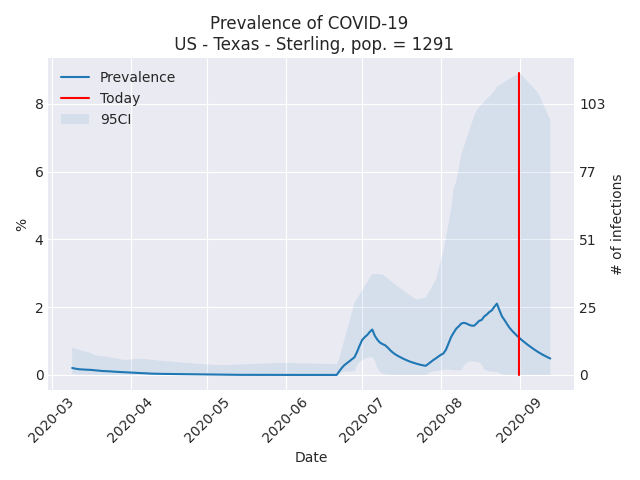 Prevalence of COVID-19
US - Texas - Sterling, pop. = 1291
Prevalence
Today
95CI
8
6
4
2
0
%
103
77
51
25
0
# of infections
2020-03
2020-04
2020-05
2020-06
2020-07
2020-08
2020-09
Date